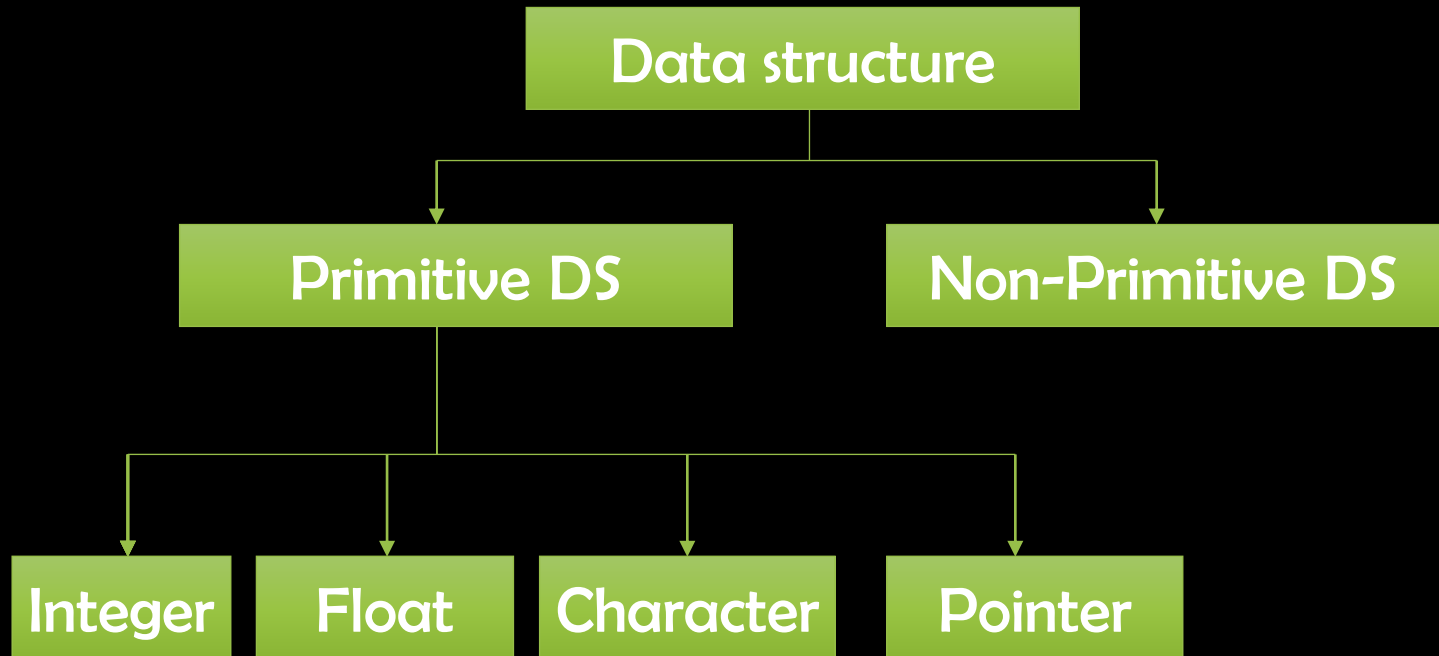 Data structure
Primitive DS
Non-Primitive DS
Integer
Float
Character
Pointer